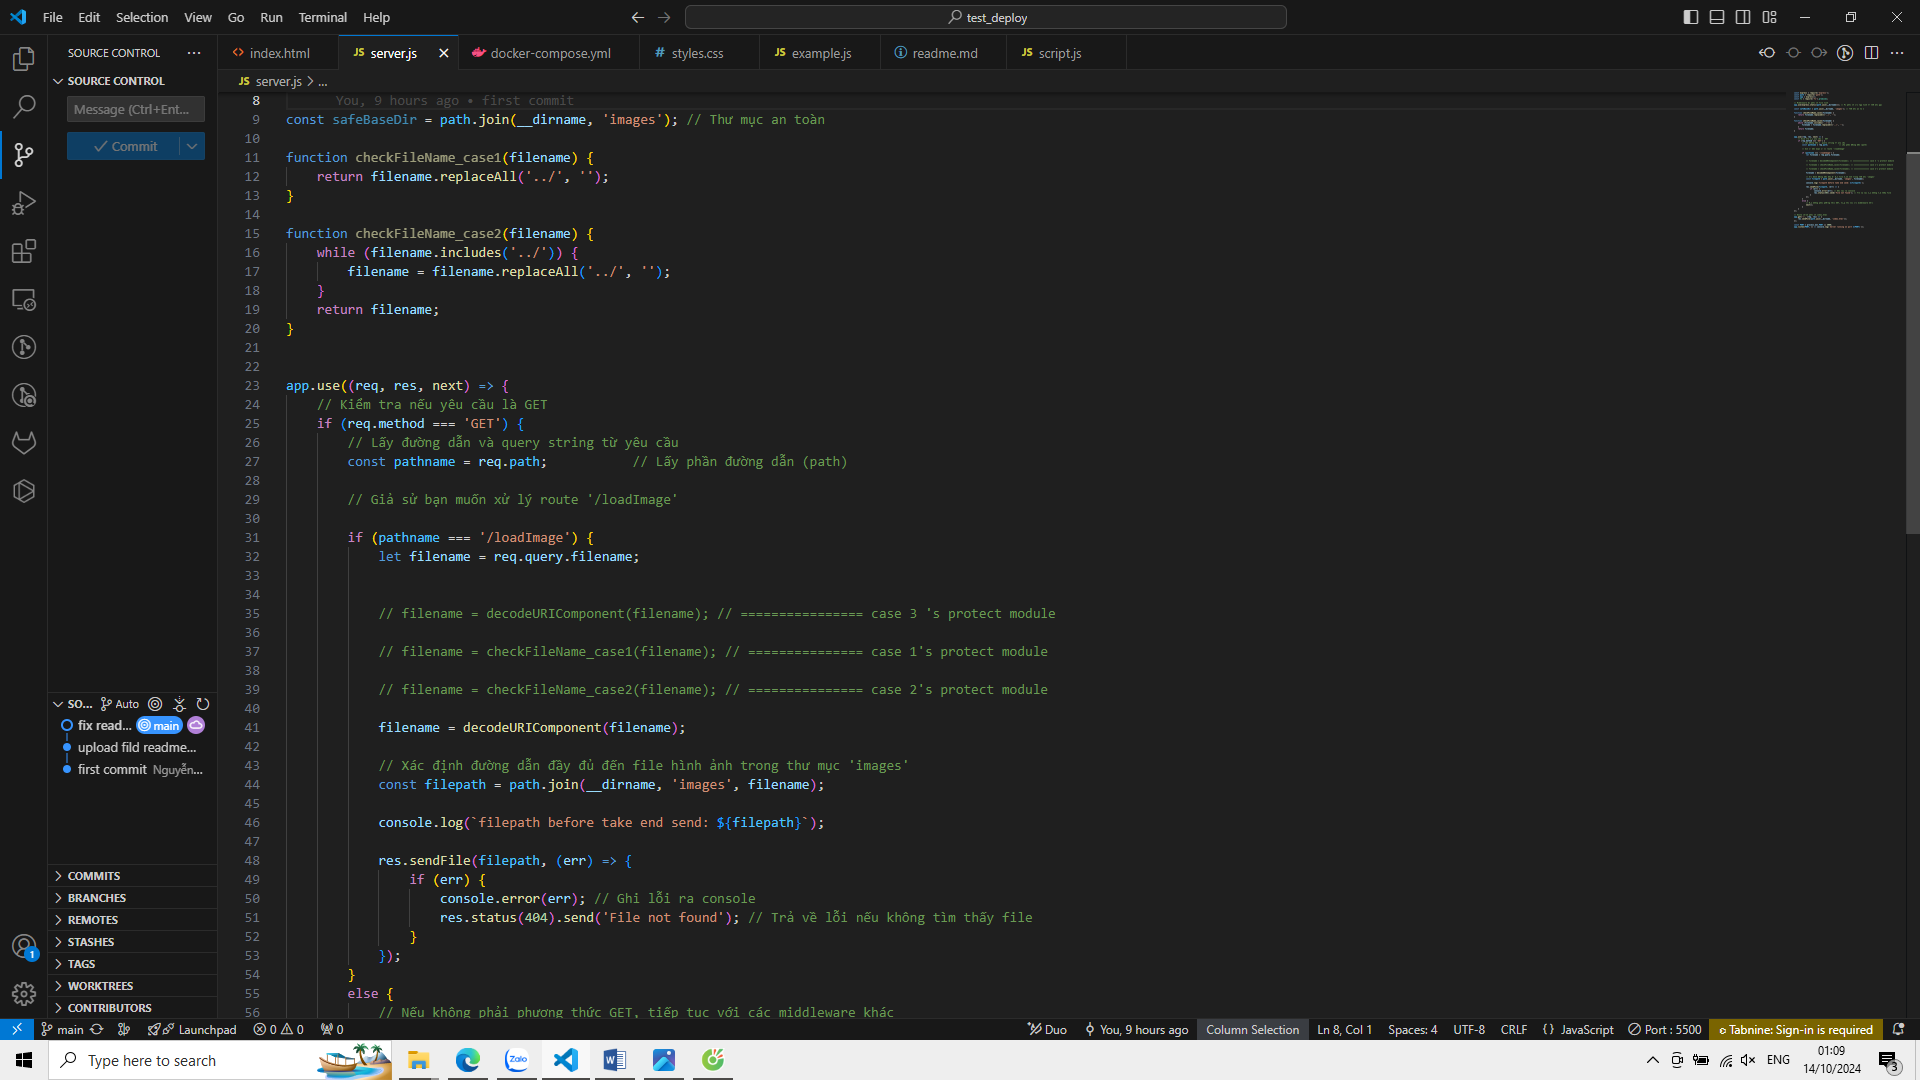 File Edit Selection View Go Run Terminal Help
test_deploy
SOURCE CONTROL
index.html server.js docker-compose.yml styles.css example.js readme.md script.js
SOURCE CONTROL
JS server.js > ...
Message (Ctrl+Ent...
Commit
8 You, 9 hours ago • first commit
9 const safeBaseDir = path.join(__dirname, 'images'); // Thư mục an toàn
10
11 function checkFileName_case1(filename) {
12 return filename.replaceAll('../', '');
13 }
14
15 function checkFileName_case2(filename) {
16 while (filename.includes('../')) {
17 filename = filename.replaceAll('../', '');
18 }
19 return filename;
20 }
21
22
23 app.use((req, res, next) => {
24 // Kiểm tra nếu yêu cầu là GET
25 if (req.method === 'GET') {
26 // Lấy đường dẫn và query string từ yêu cầu
27 const pathname = req.path; // Lấy phần đường dẫn (path)
28
29 // Giả sử bạn muốn xử lý route '/loadImage'
30
31 if (pathname === '/loadImage') {
32 let filename = req.query.filename;
33
34
35 // filename = decodeURIComponent(filename); // ================ case 3 's protect module
36
37 // filename = checkFileName_case1(filename); // =============== case 1's protect module
38
39 // filename = checkFileName_case2(filename); // =============== case 2's protect module
40
41 filename = decodeURIComponent(filename);
42
43 // Xác định đường dẫn đầy đủ đến file hình ảnh trong thư mục 'images'
44 const filepath = path.join(__dirname, 'images', filename);
45
46 console.log(`filepath before take end send: ${filepath}`);
47
48 res.sendFile(filepath, (err) => {
49 if (err) {
50 console.error(err); // Ghi lỗi ra console
51 res.status(404).send('File not found'); // Trả về lỗi nếu không tìm thấy file
52 }
53 });
54 }
55 else {
56 // Nếu không phải phương thức GET, tiếp tục với các middleware khác
SO... Auto
fix read... main
upload fild readme...
first commit Nguyễn...
COMMITS
BRANCHES
REMOTES
STASHES
TAGS
WORKTREES
CONTRIBUTORS
1
main Launchpad 0 0 0 Duo You, 9 hours ago Column Selection Ln 8, Col 1 Spaces: 4 UTF-8 CRLF {} JavaScript Port : 5500 Tabnine: Sign-in is required
Type here to search
Zalo
ENG
01:09
14/10/2024
3